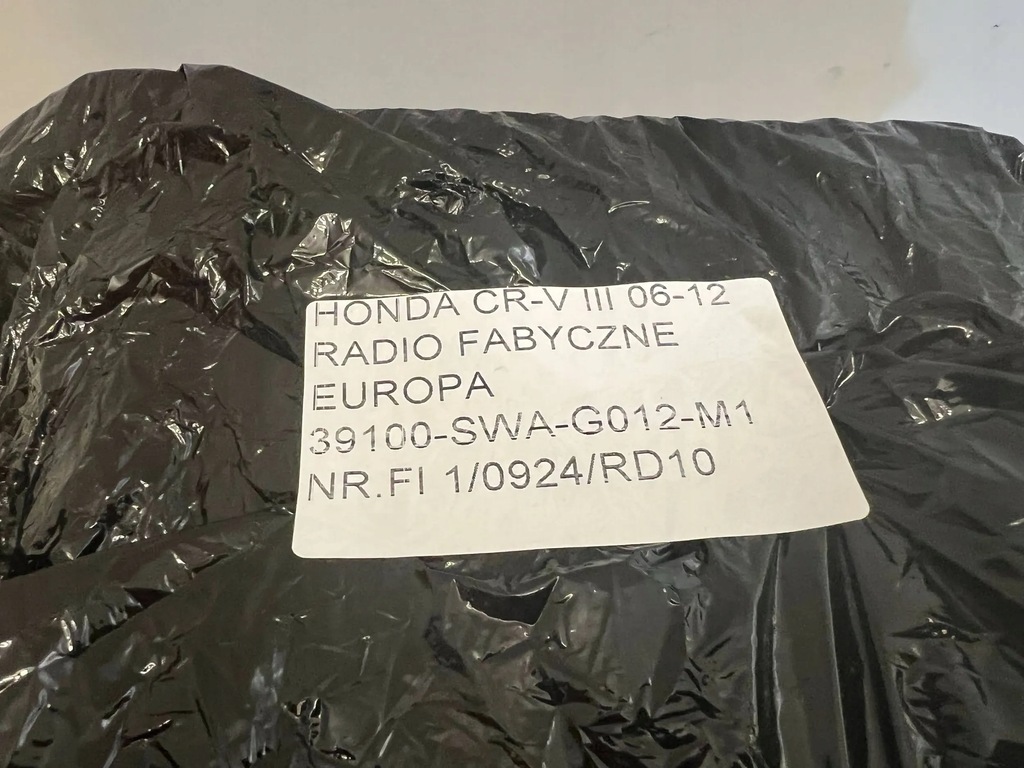 HONDA CR-V III 06-12
RADIO FABYCZNE
EUROPA
39100-SWA-G012-M1
NR.FI 1/0924/RD10